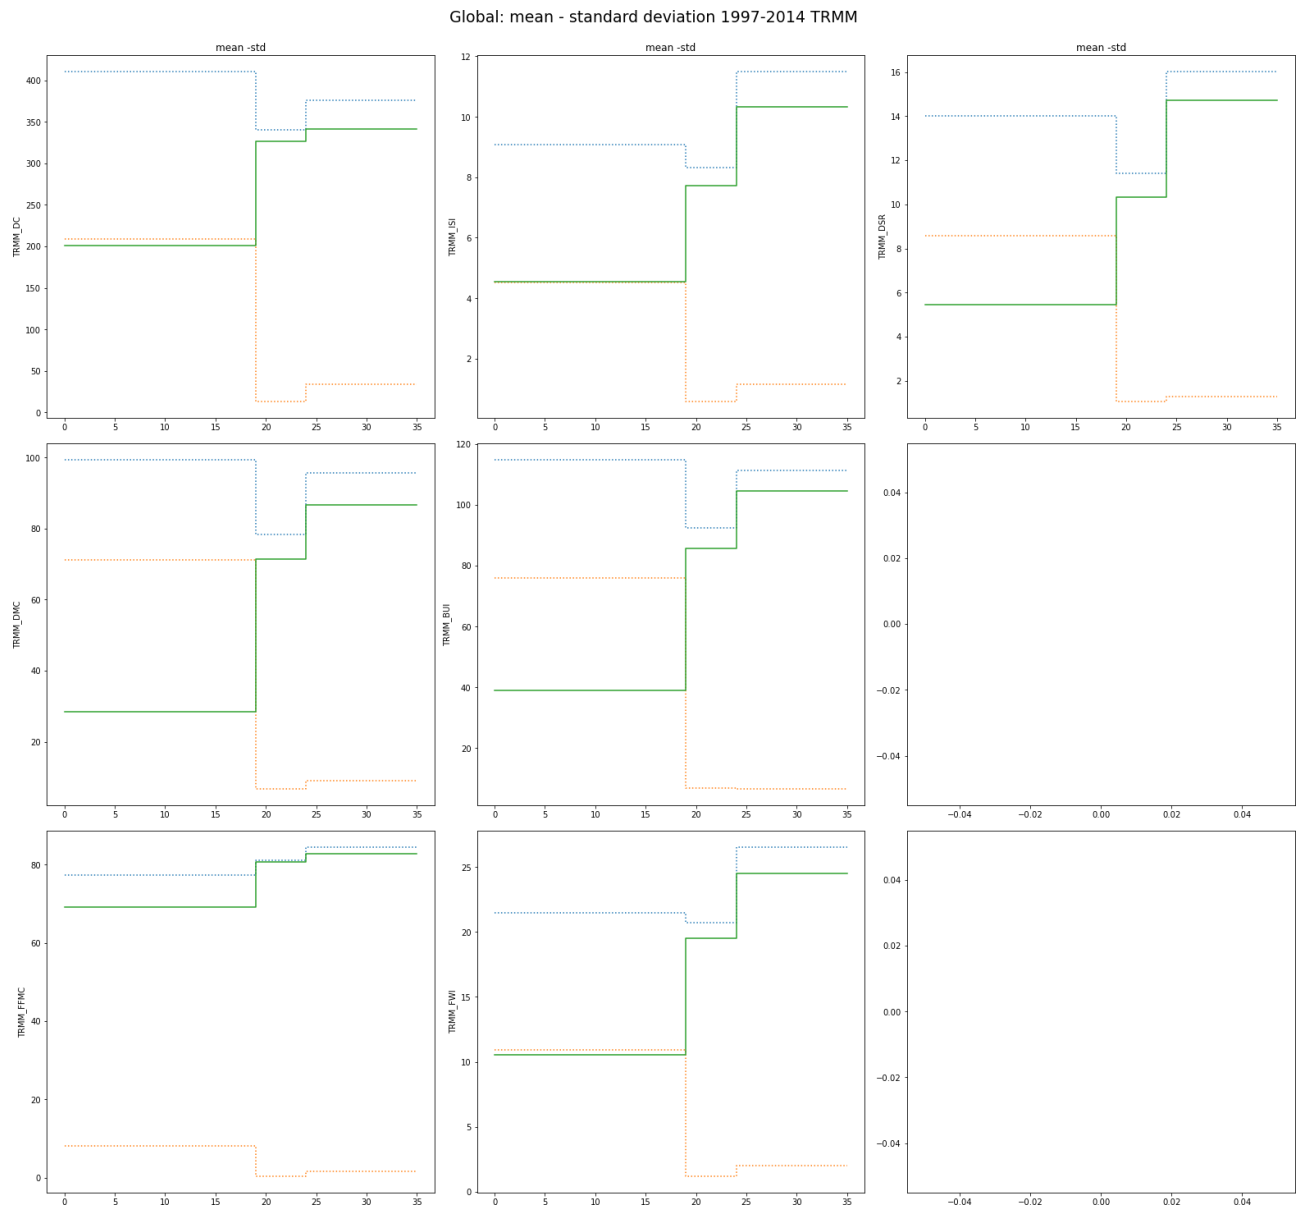 Global: mean - standard deviation 1997-2014 TRMM
mean -std
mean -std
mean -std
TRMM_DC
400
350
300
250
200
150
100
50
0
0 5 10 15 20 25 30 35
TRMM_ISI
12
10
8
6
4
2
0 5 10 15 20 25 30 35
TRMM_DSR
16
14
12
10
8
6
4
2
0 5 10 15 20 25 30 35
TRMM_DMC
100
80
60
40
20
0 5 10 15 20 25 30 35
TRMM_BUI
120
100
80
60
40
20
0 5 10 15 20 25 30 35
0.04
0.02
0.00
−0.02
−0.04
−0.04 −0.02 0.00 0.02 0.04
TRMM_FFMC
80
60
40
20
0
0 5 10 15 20 25 30 35
TRMM_FWI
25
20
15
10
5
0
0 5 10 15 20 25 30 35
0.04
0.02
0.00
−0.02
−0.04
−0.04 −0.02 0.00 0.02 0.04